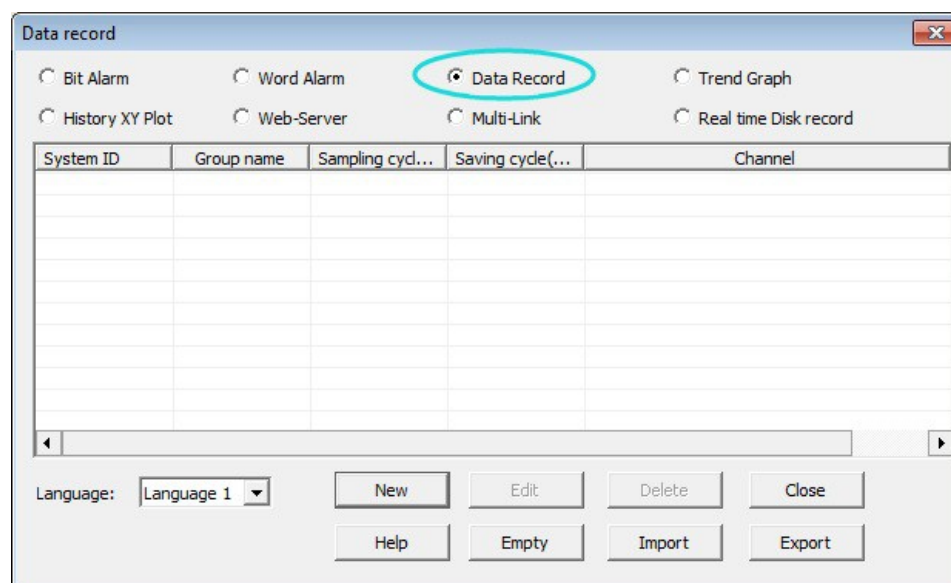 Data record
Bit Alarm Word Alarm Data Record Trend Graph
History XY Plot Web-Server Multi-Link Real time Disk record
System ID Group name Sampling cycl... Saving cycle(... Channel
Language: Language 1 New Edit Delete Close
Help Empty Import Export